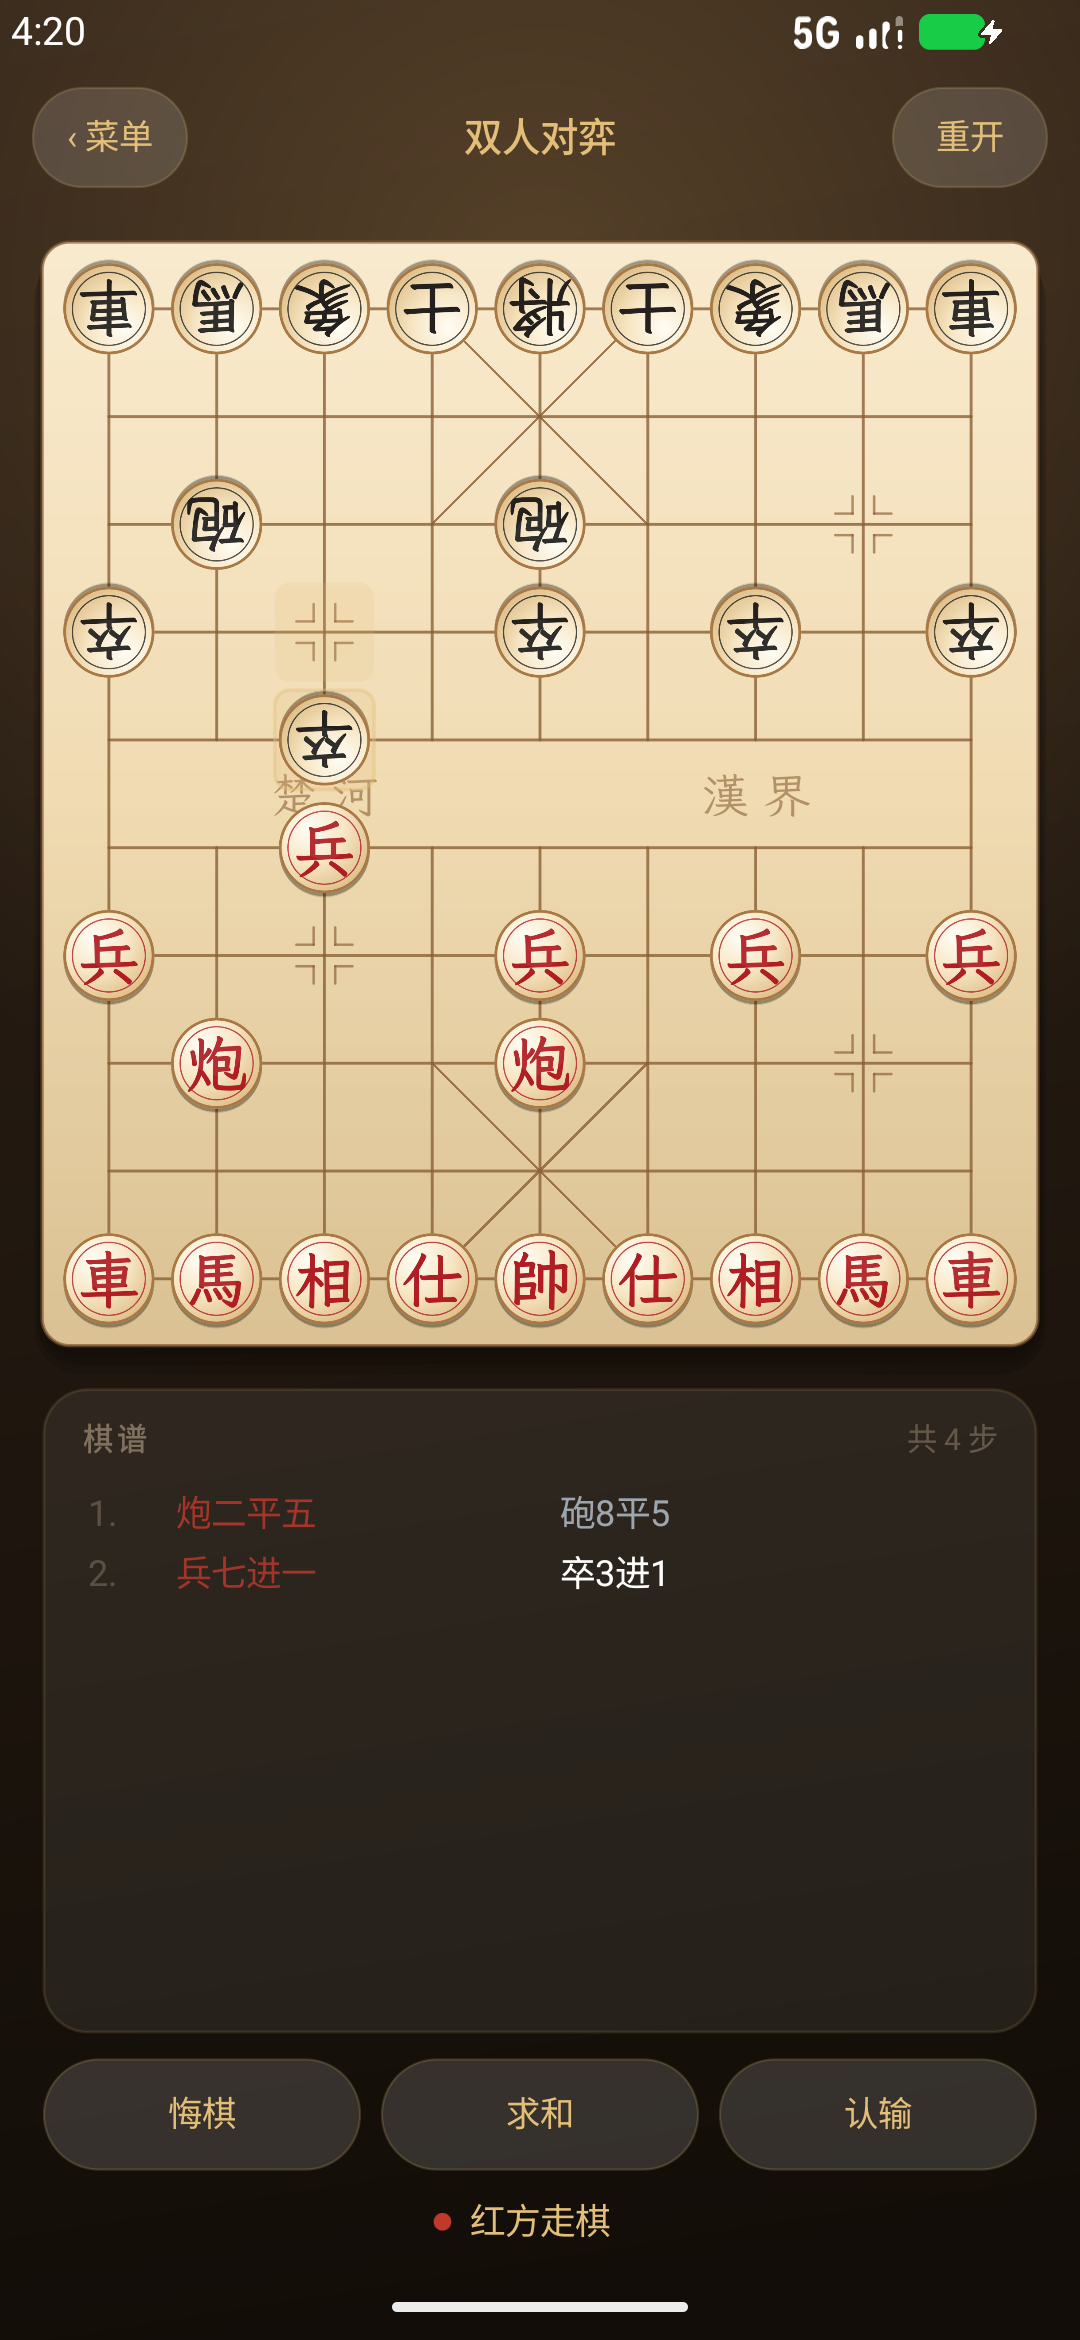 4:20 5G
‹ 菜单 双人对弈 重开
車 馬 象 士 將 士 象 馬 車
砲 砲
卒 卒 卒 卒
卒
楚河 漢界
兵
兵 兵 兵 兵
炮 炮
車 馬 相 仕 帥 仕 相 馬 車
棋谱 共 4 步
1. 炮二平五 砲8平5
2. 兵七进一 卒3进1
悔棋 求和 认输
红方走棋